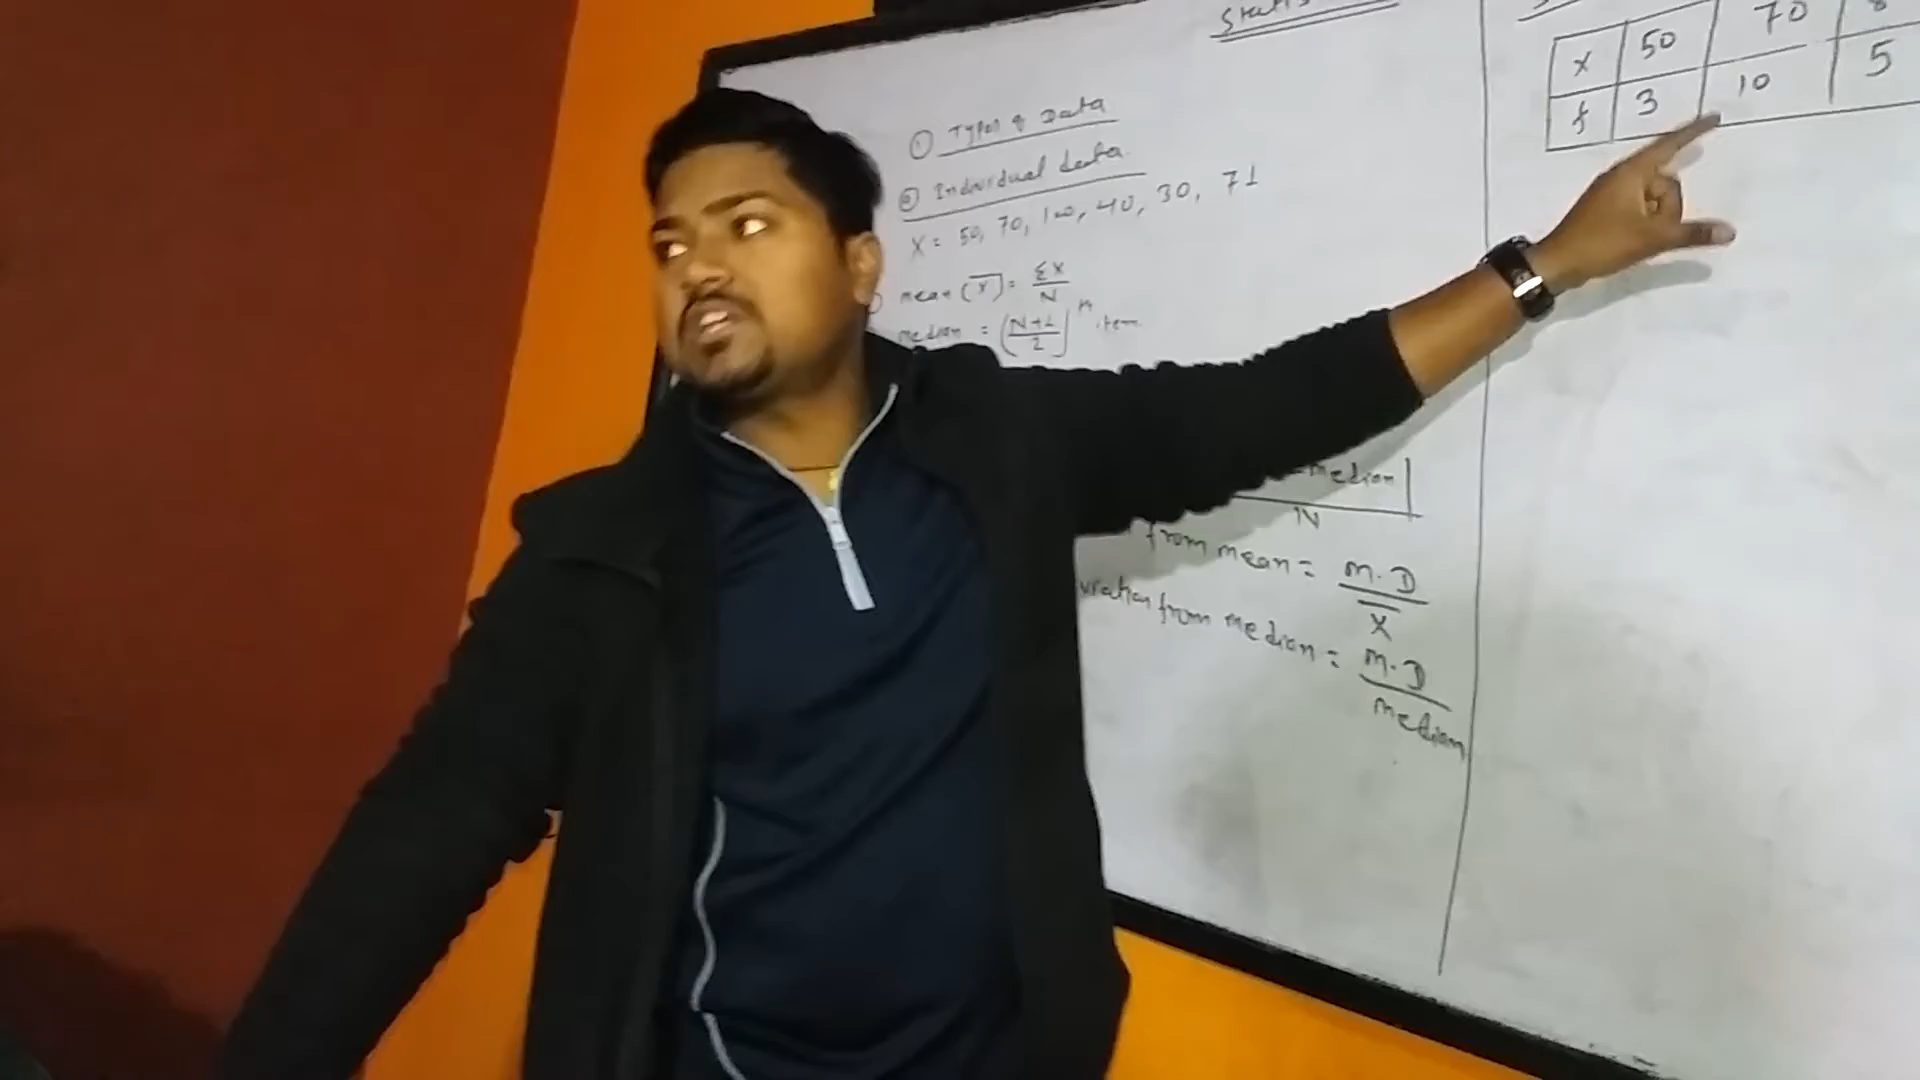 ① Types of Data
② Individual data
X = 50, 70, 100, 40, 30, 71
mean (X̅) = ΣX / N
median = (N+1 / 2)th item
median|
N
from mean = M.D / X̅
from median = M.D / median
X 50 70
f 3 10 5